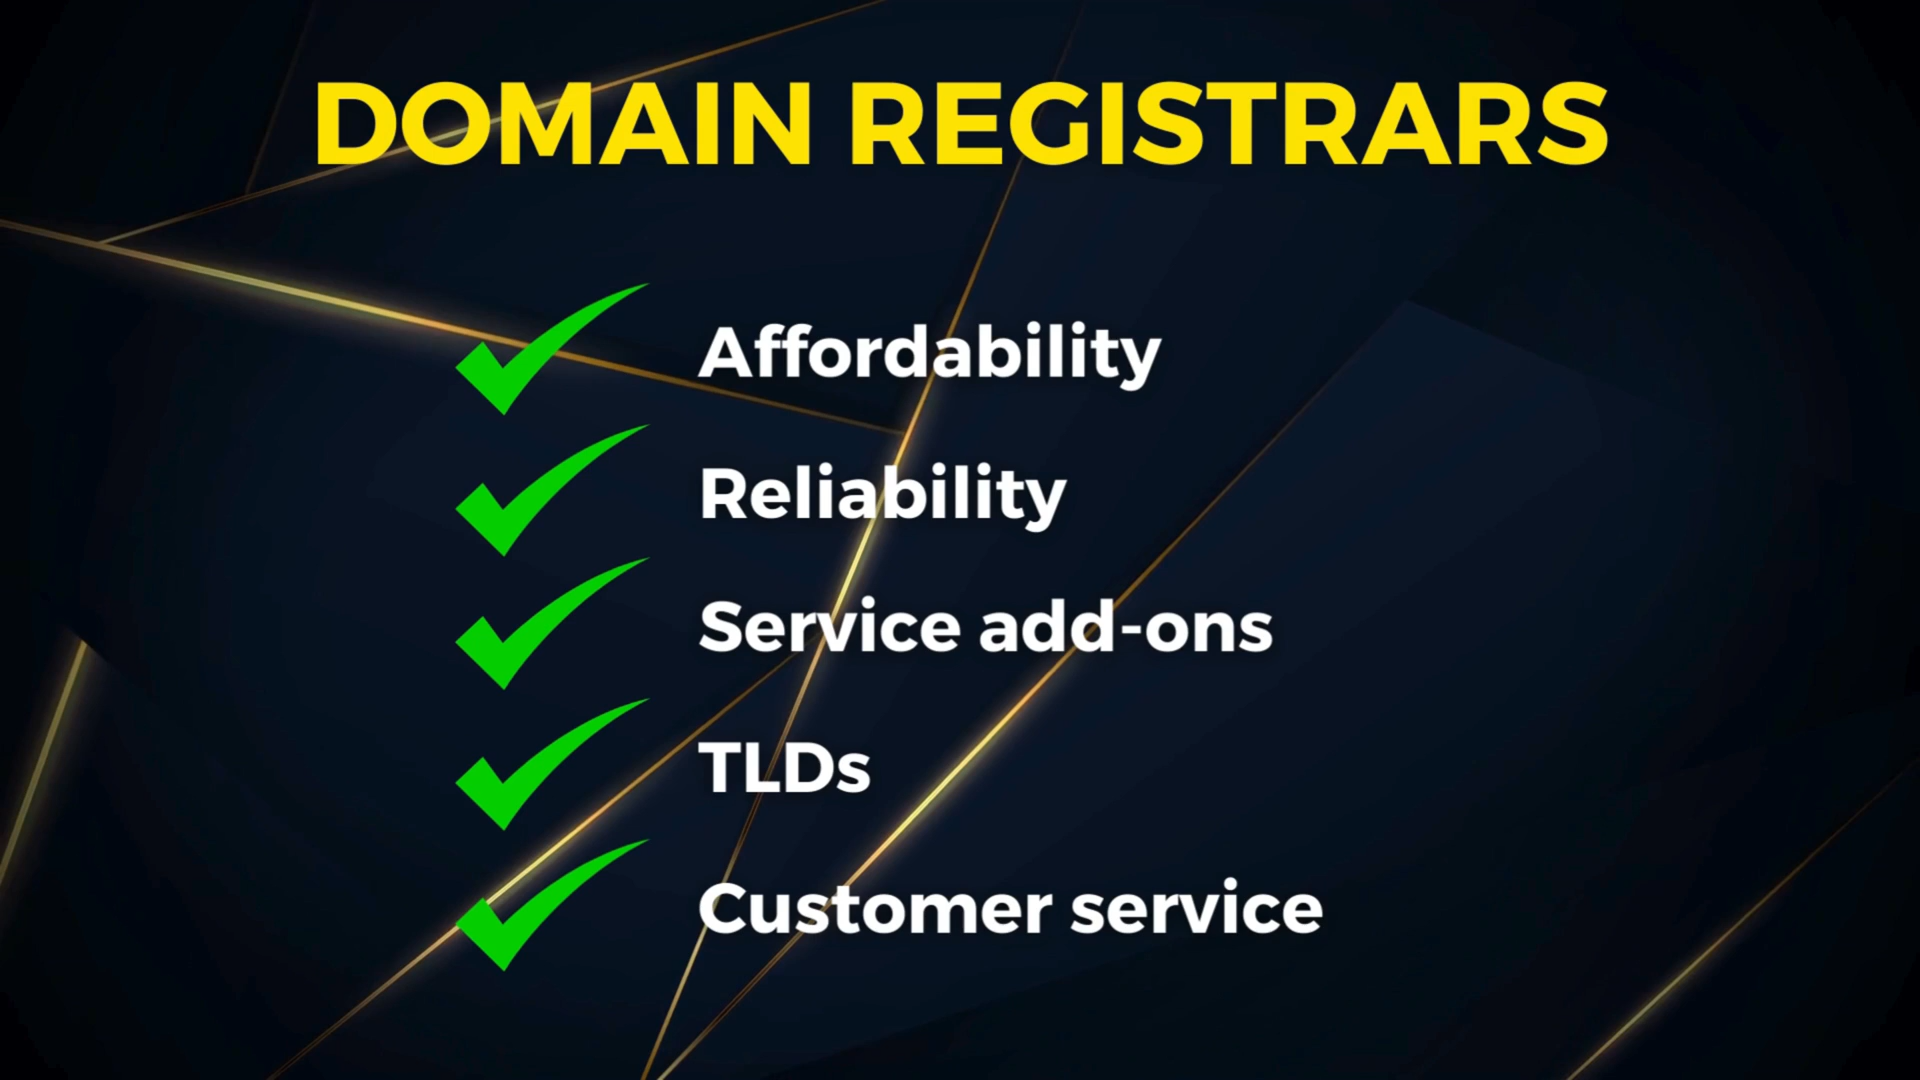 DOMAIN REGISTRARS
Affordability
Reliability
Service add-ons
TLDs
Customer service